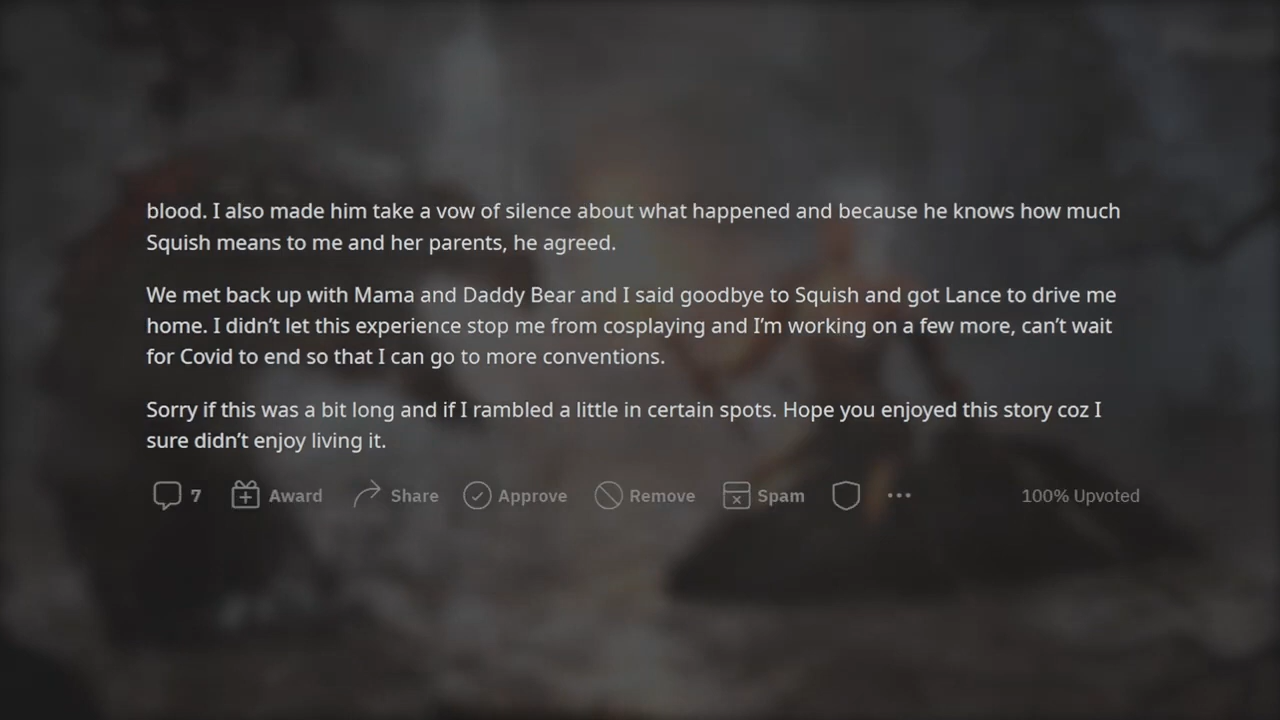 blood. I also made him take a vow of silence about what happened and because he knows how much
Squish means to me and her parents, he agreed.
We met back up with Mama and Daddy Bear and I said goodbye to Squish and got Lance to drive me
home. I didn’t let this experience stop me from cosplaying and I’m working on a few more, can’t wait
for Covid to end so that I can go to more conventions.
Sorry if this was a bit long and if I rambled a little in certain spots. Hope you enjoyed this story coz I
sure didn’t enjoy living it.
7 Award Share Approve Remove Spam 100% Upvoted